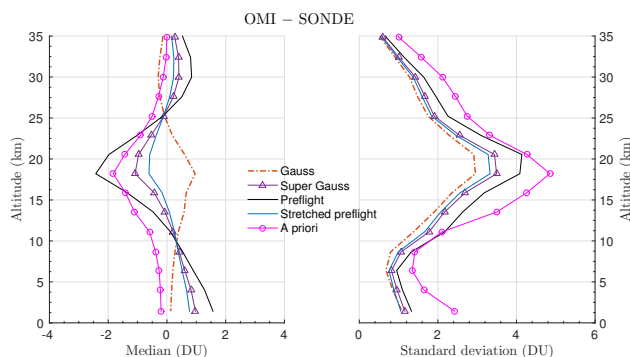 OMI − SONDE
35
30
25
20
15
10
5
0
Altitude (km)
-4
-2
0
2
4
Median (DU)
Gauss
Super Gauss
Preflight
Stretched preflight
A priori
35
30
25
20
15
10
5
0
Altitude (km)
0
2
4
6
Standard deviation (DU)